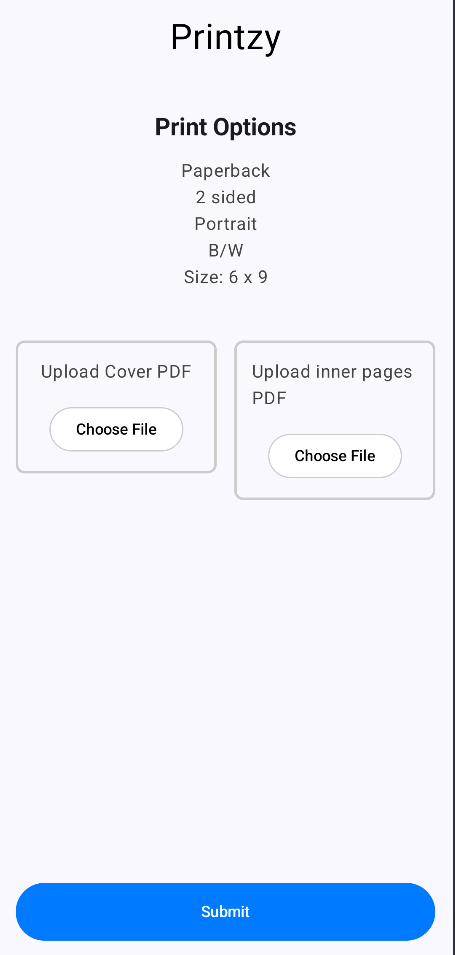 Printzy
Print Options
Paperback
2 sided
Portrait
B/W
Size: 6 x 9
Upload Cover PDF
Choose File
Upload inner pages
PDF
Choose File
Submit